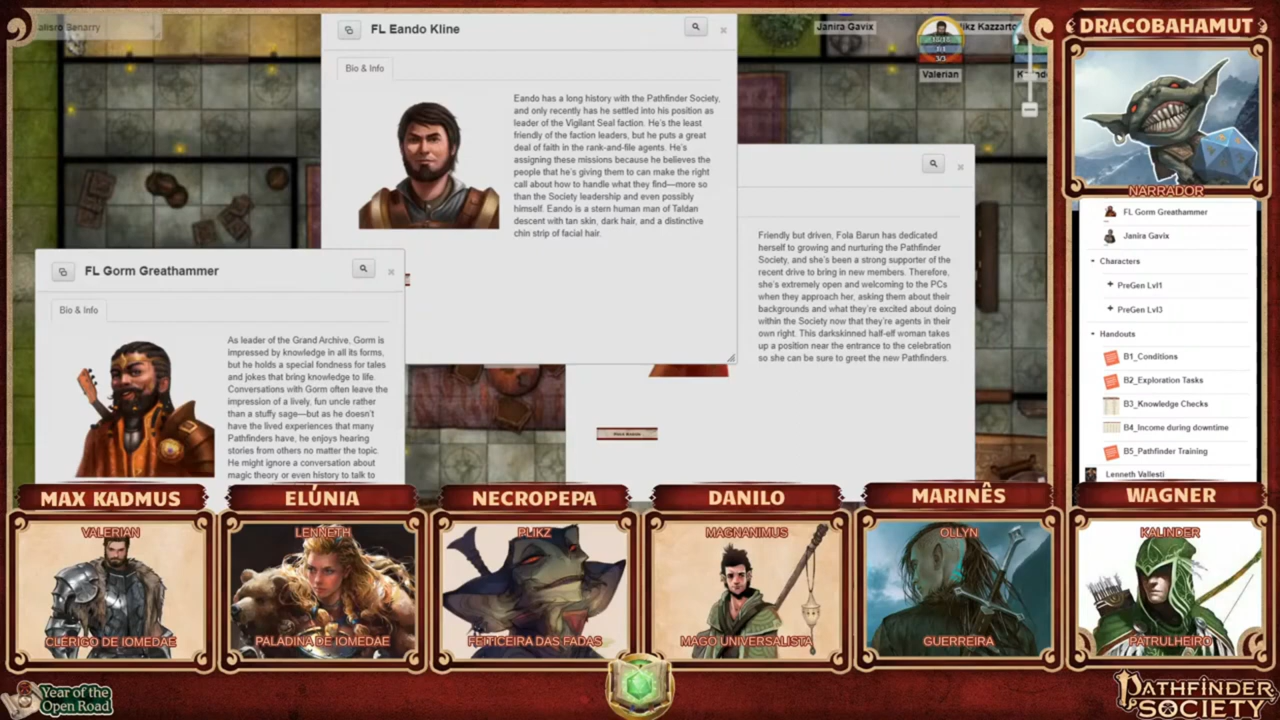 alisro Benarry
FL Eando Kline
Bio & Info
Eando has a long history with the Pathfinder Society,
and only recently has he settled into his position as
leader of the Vigilant Seal faction. He's the least
friendly of the faction leaders, but he puts a great
deal of faith in the rank-and-file agents. He's
assigning these missions because he believes the
people that he's giving them to can make the right
call about how to handle what they find—more so
than the Society leadership and even possibly
himself. Eando is a stern human man of Taldan
descent with tan skin, dark hair, and a distinctive
chin strip of facial hair.
Janira Gavix
ikz Kazzarto
3/3
Valerian
Friendly but driven, Fola Barun has dedicated
herself to growing and nurturing the Pathfinder
Society, and she's been a strong supporter of the
recent drive to bring in new members. Therefore,
she's extremely open and welcoming to the PCs
when they approach her, asking them about their
backgrounds and what they're excited about doing
within the Society now that they're agents in their
own right. This darkskinned half-elf woman takes
up a position near the entrance to the celebration
so she can be sure to greet the new Pathfinders.
FL Gorm Greathammer
Bio & Info
As leader of the Grand Archive, Gorm is
impressed by knowledge in all its forms,
but he holds a special fondness for tales
and jokes that bring knowledge to life.
Conversations with Gorm often leave the
impression of a lively, fun uncle rather
than a stuffy sage—but as he doesn't
have the lived experiences that many
Pathfinders have, he enjoys hearing
stories from others no matter the topic.
He might ignore a conversation about
magic theory or even history to talk to
DRACOBAHAMUT
NARRADOR
FL Gorm Greathammer
Janira Gavix
Characters
PreGen Lvl1
PreGen Lvl3
Handouts
B1_Conditions
B2_Exploration Tasks
B3_Knowledge Checks
B4_Income during downtime
B5_Pathfinder Training
Lenneth Vallesti
MAX KADMUS
VALERIAN
CLÉRIGO DE IOMEDAE
ELÚNIA
LENNETH
PALADINA DE IOMEDAE
NECROPEPA
PLIKZ
FEITICEIRA DAS FADAS
DANILO
MAGNANIMUS
MAGO UNIVERSALISTA
MARINÊS
OLLYN
GUERREIRA
WAGNER
KALINDER
PATRULHEIRO
Year of the
Open Road
PATHFINDER
SOCIETY